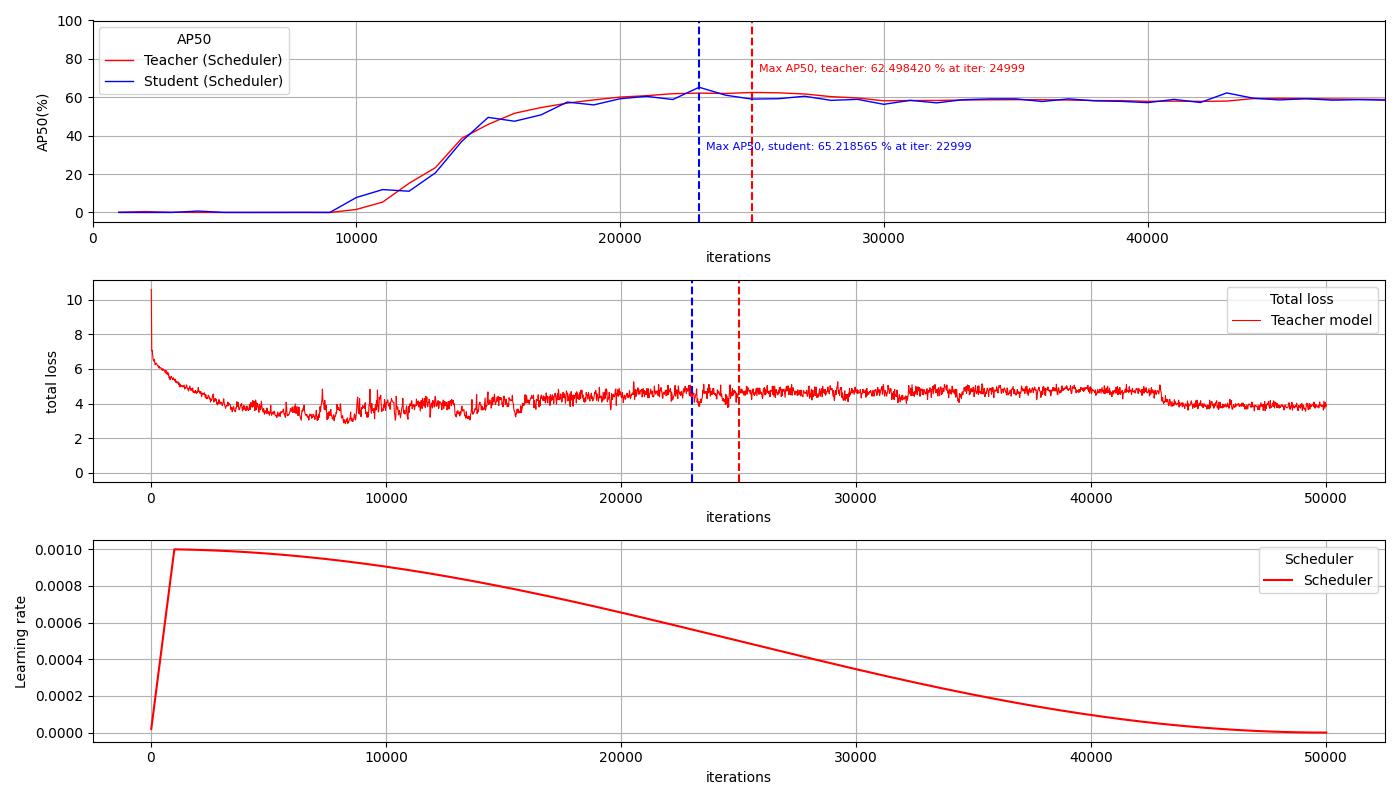 100
80
60
40
20
0
AP50(%)
AP50
Teacher (Scheduler)
Student (Scheduler)
Max AP50, teacher: 62.498420 % at iter: 24999
Max AP50, student: 65.218565 % at iter: 22999
0 10000 20000 30000 40000
iterations
10
8
6
4
2
0
total loss
Total loss
Teacher model
0 10000 20000 30000 40000 50000
iterations
0.0010
0.0008
0.0006
0.0004
0.0002
0.0000
Learning rate
Scheduler
Scheduler
0 10000 20000 30000 40000 50000
iterations